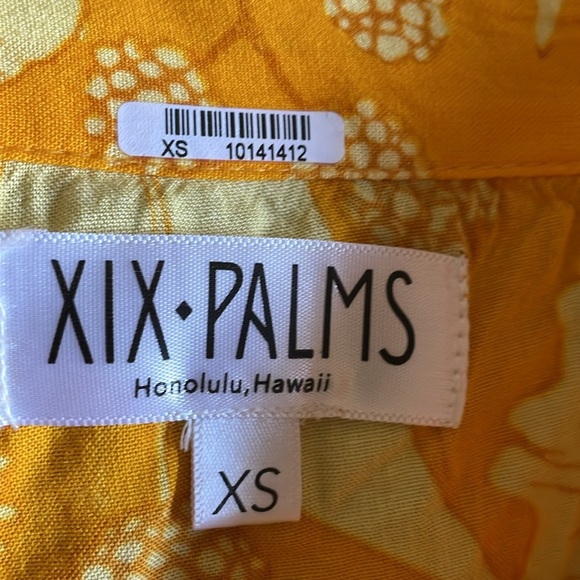 XS 10141412
XIX•PALMS
Honolulu, Hawaii
XS